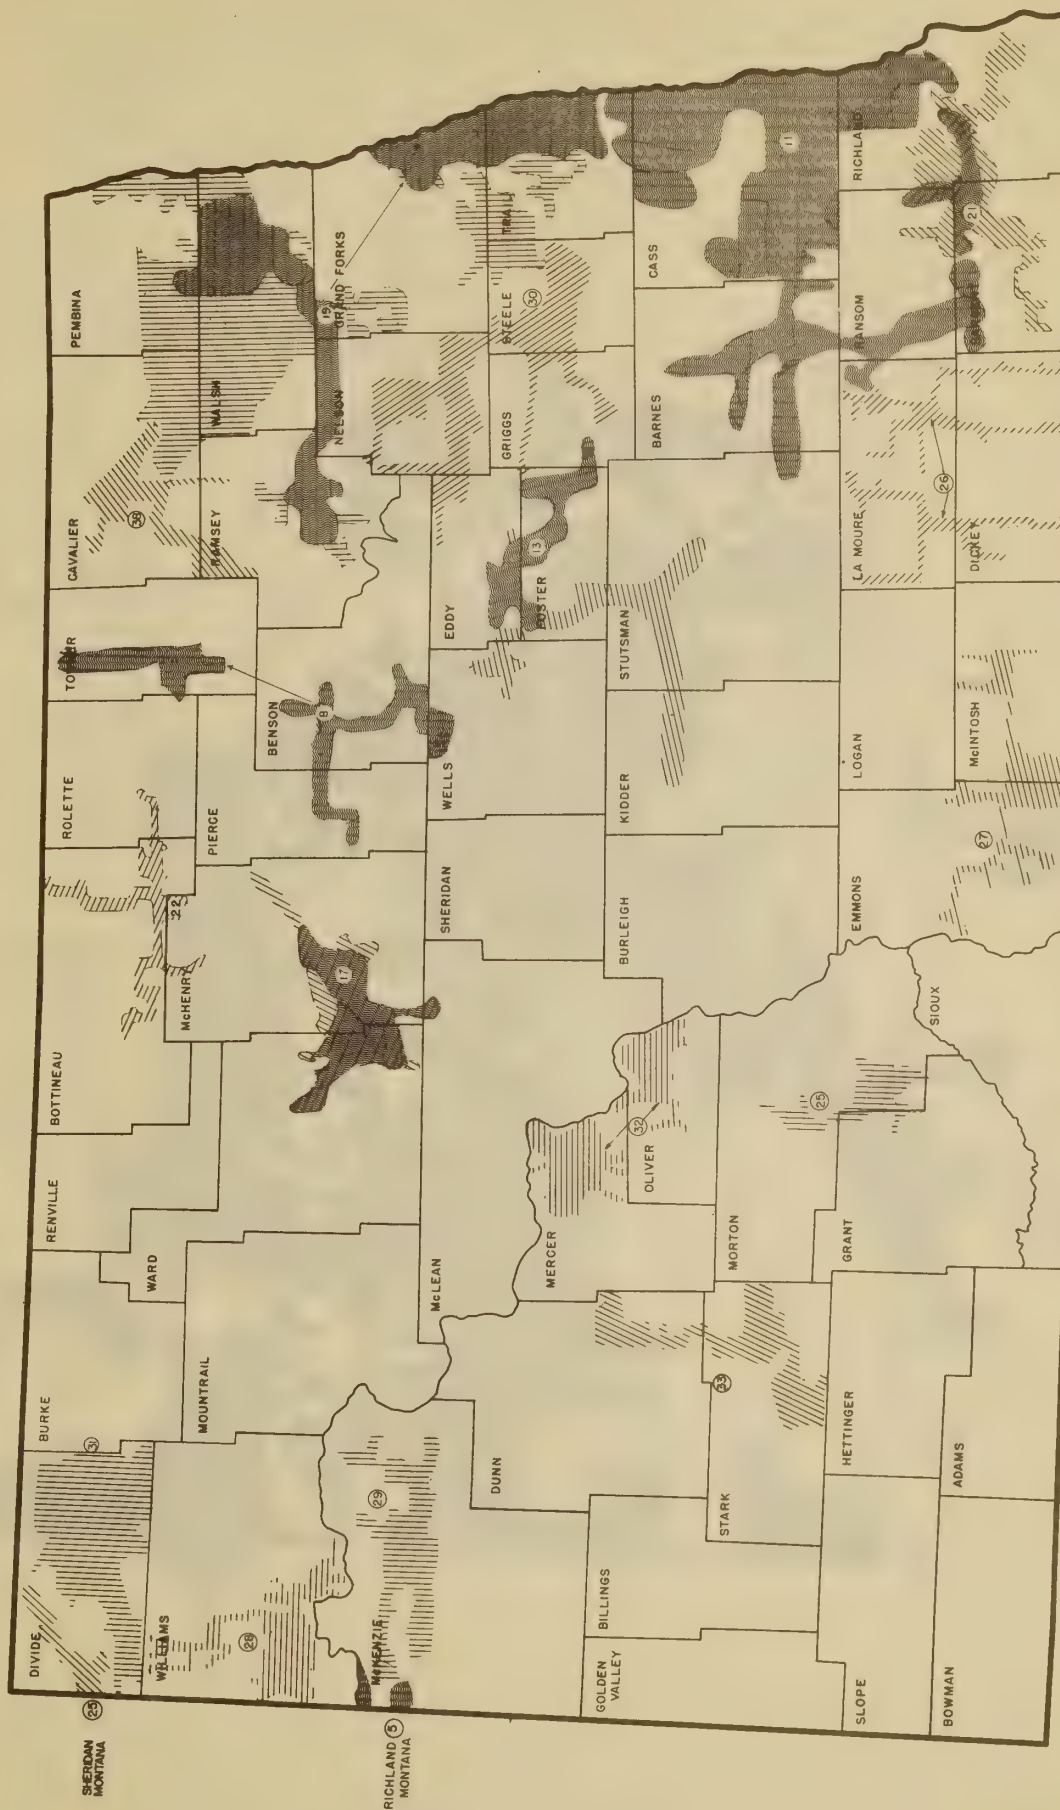 DIVIDE
BURKE
RENVILLE
BOTTINEAU
ROLETTE
CAVALIER
PEMBINA
SHERIDAN
MONTANA
25
31
22
38
WARD
McHENRY
PIERCE
BENSON
RAMSEY
WALSH
WILLIAMS
28
MOUNTRAIL
17
8
NELSON
19
GRAND FORKS
RICHLAND
MONTANA
5
McKENZIE
29
McLEAN
SHERIDAN
WELLS
EDDY
FOSTER
13
GRIGGS
STEELE
30
TRAIL
DUNN
MERCER
OLIVER
32
BURLEIGH
KIDDER
STUTSMAN
BARNES
CASS
11
GOLDEN
VALLEY
BILLINGS
STARK
33
MORTON
25
EMMONS
LOGAN
LA MOURE
26
RANSOM
RICHLAND
21
SLOPE
HETTINGER
GRANT
SIOUX
27
McINTOSH
DICKEY
BOWMAN
ADAMS